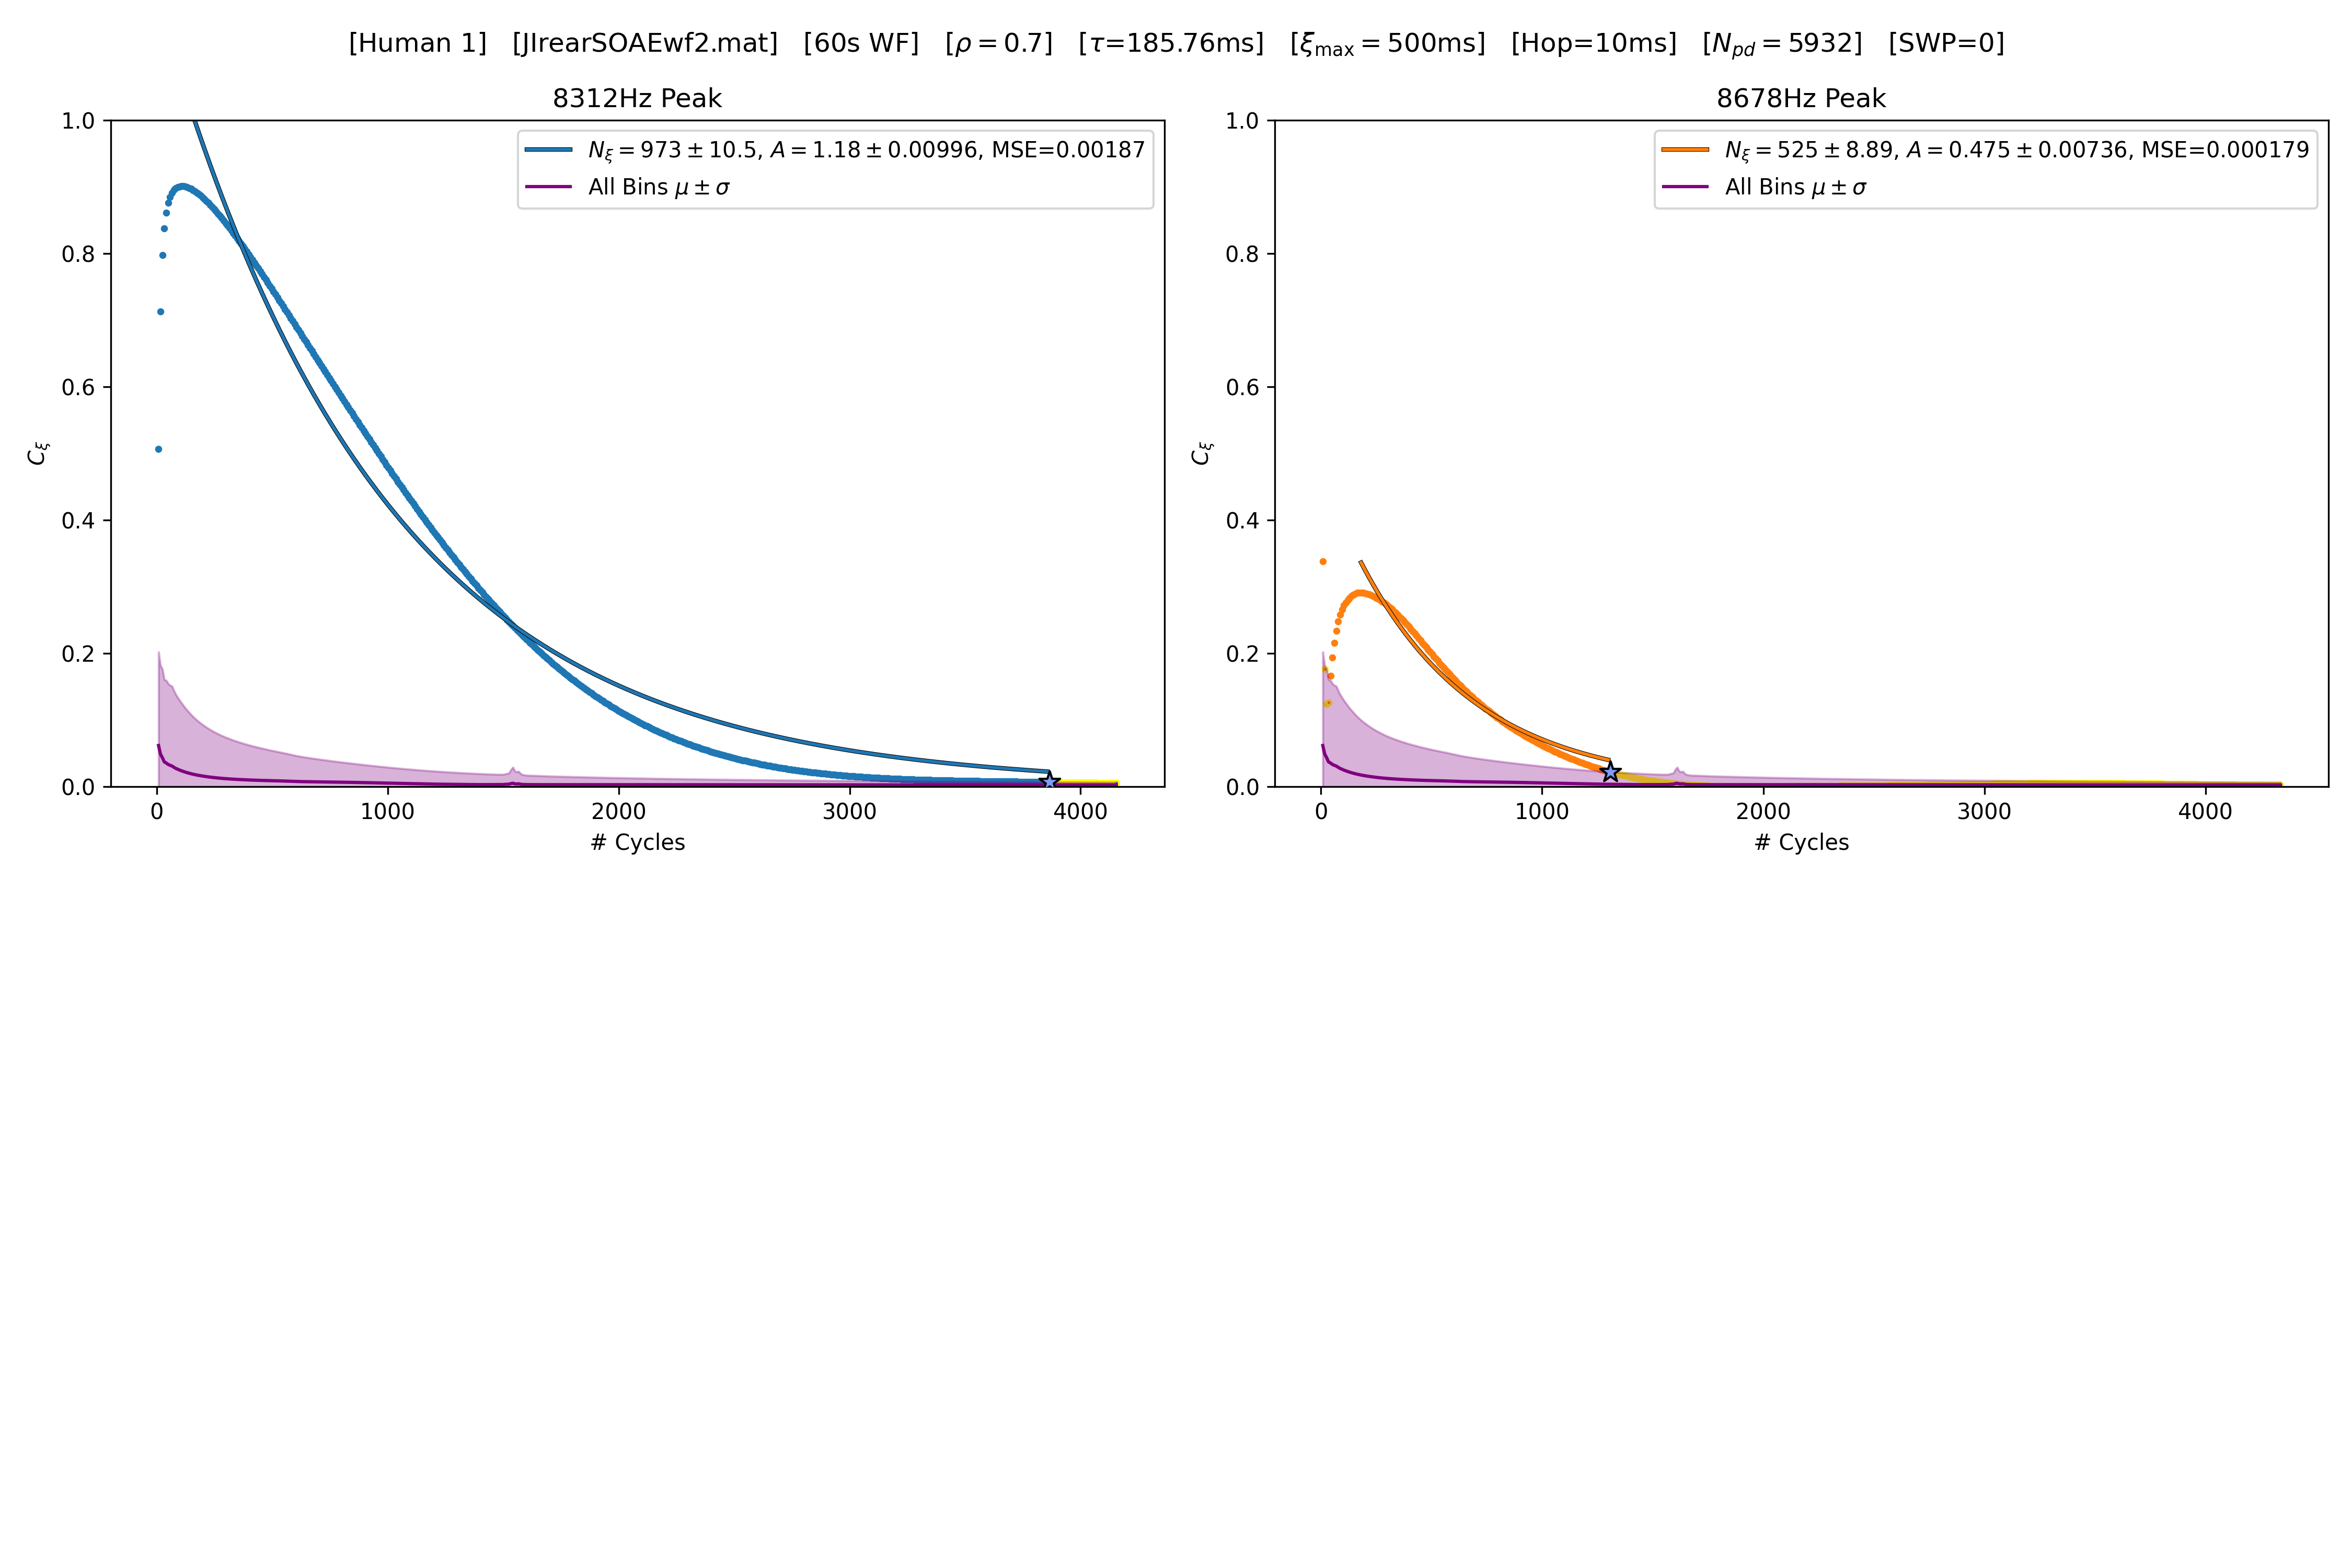 [Human 1] [JIrearSOAEwf2.mat] [60s WF] [ρ = 0.7] [τ=185.76ms] [ξmax = 500ms] [Hop=10ms] [Npd = 5932] [SWP=0]
8312Hz Peak
Nξ = 973 ± 10.5, A = 1.18 ± 0.00996, MSE=0.00187
All Bins μ ± σ
1.0
0.8
0.6
0.4
0.2
0.0
Cξ
0 1000 2000 3000 4000
# Cycles
8678Hz Peak
Nξ = 525 ± 8.89, A = 0.475 ± 0.00736, MSE=0.000179
All Bins μ ± σ
1.0
0.8
0.6
0.4
0.2
0.0
Cξ
0 1000 2000 3000 4000
# Cycles